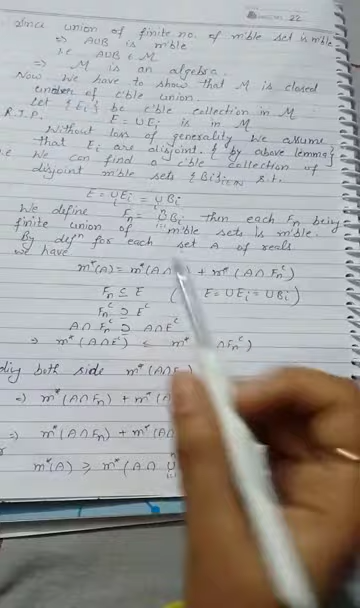 since union of finite no. of m'ble set is m'ble
⇒ A∪B is m'ble
i.e A∪B ∈ M
⇒ M is an algebra.
Now we have to show that M is closed
under of c'ble union.
Let {Ei} be c'ble collection in M
R.T.P. E = ∪Ei is in M
Without loss of generality we assume
that Ei are disjoint. { by above lemma}
i.e We can find a c'ble collection of
disjoint m'ble sets {Bi}i∈N s.t.
E = ∪Ei = ∪Bi
We define Fn = ∪Bi then each Fn being
finite union of m'ble sets is m'ble.
By defn for each set A of reals
we have
m*(A) = m*(A∩ + m*(A∩Fnᶜ)
Fn ⊆ E ( E = ∪Ei = ∪Bi)
Fnᶜ ⊇ Eᶜ
A∩Fnᶜ ⊇ A∩Eᶜ
⇒ m*(A∩Eᶜ) ≤ m* ∩Fnᶜ)
both side m*(A∩F
⇒ m*(A∩Fn) + m*(A
⇒ m*(A∩Fn) + m*(A
m*(A) ≥ m*(A∩ ∪